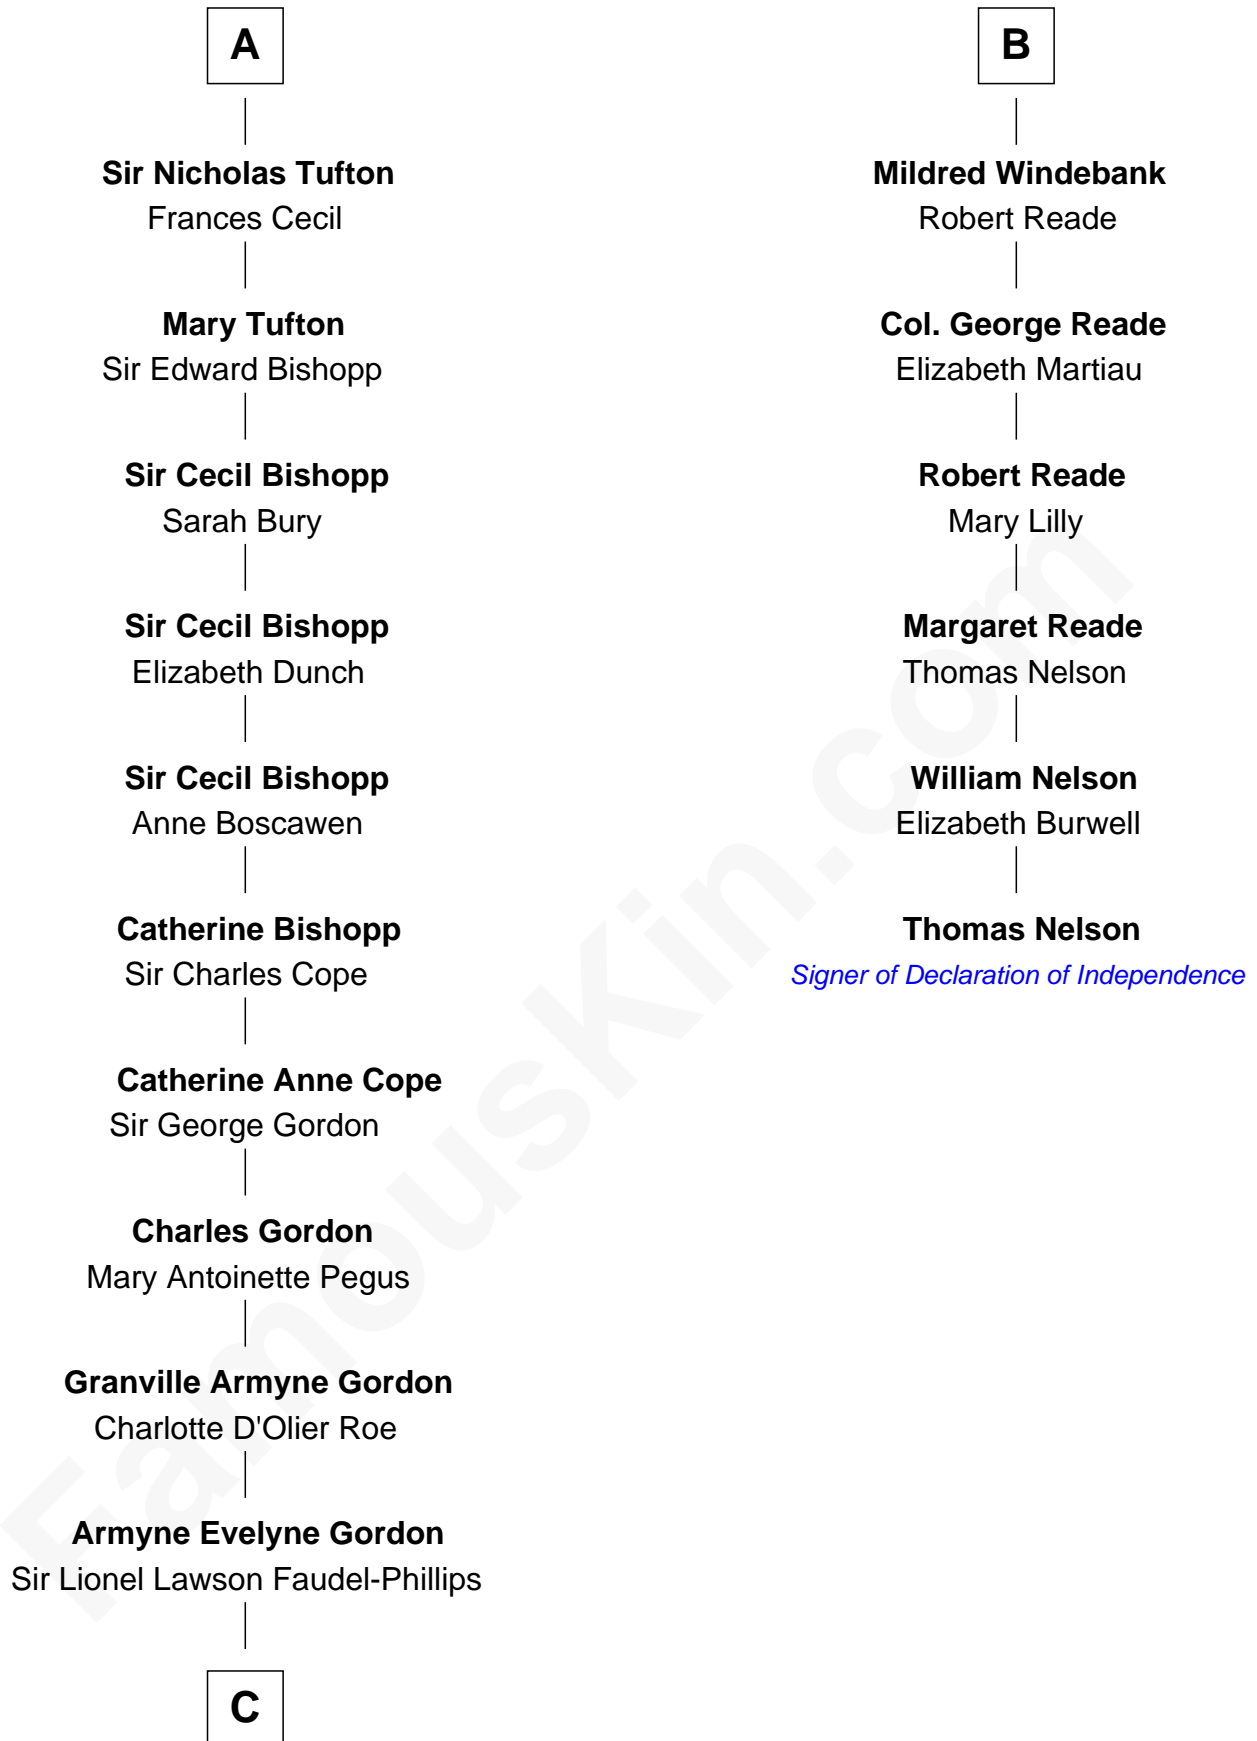 A
Sir Nicholas Tufton
Frances Cecil
Mary Tufton
Sir Edward Bishopp
Sir Cecil Bishopp
Sarah Bury
Sir Cecil Bishopp
Elizabeth Dunch
Sir Cecil Bishopp
Anne Boscawen
Catherine Bishopp
Sir Charles Cope
Catherine Anne Cope
Sir George Gordon
Charles Gordon
Mary Antoinette Pegus
Granville Armyne Gordon
Charlotte D'Olier Roe
Armyne Evelyne Gordon
Sir Lionel Lawson Faudel-Phillips
C
B
Mildred Windebank
Robert Reade
Col. George Reade
Elizabeth Martiau
Robert Reade
Mary Lilly
Margaret Reade
Thomas Nelson
William Nelson
Elizabeth Burwell
Thomas Nelson
Signer of Declaration of Independence
FamousKin.com